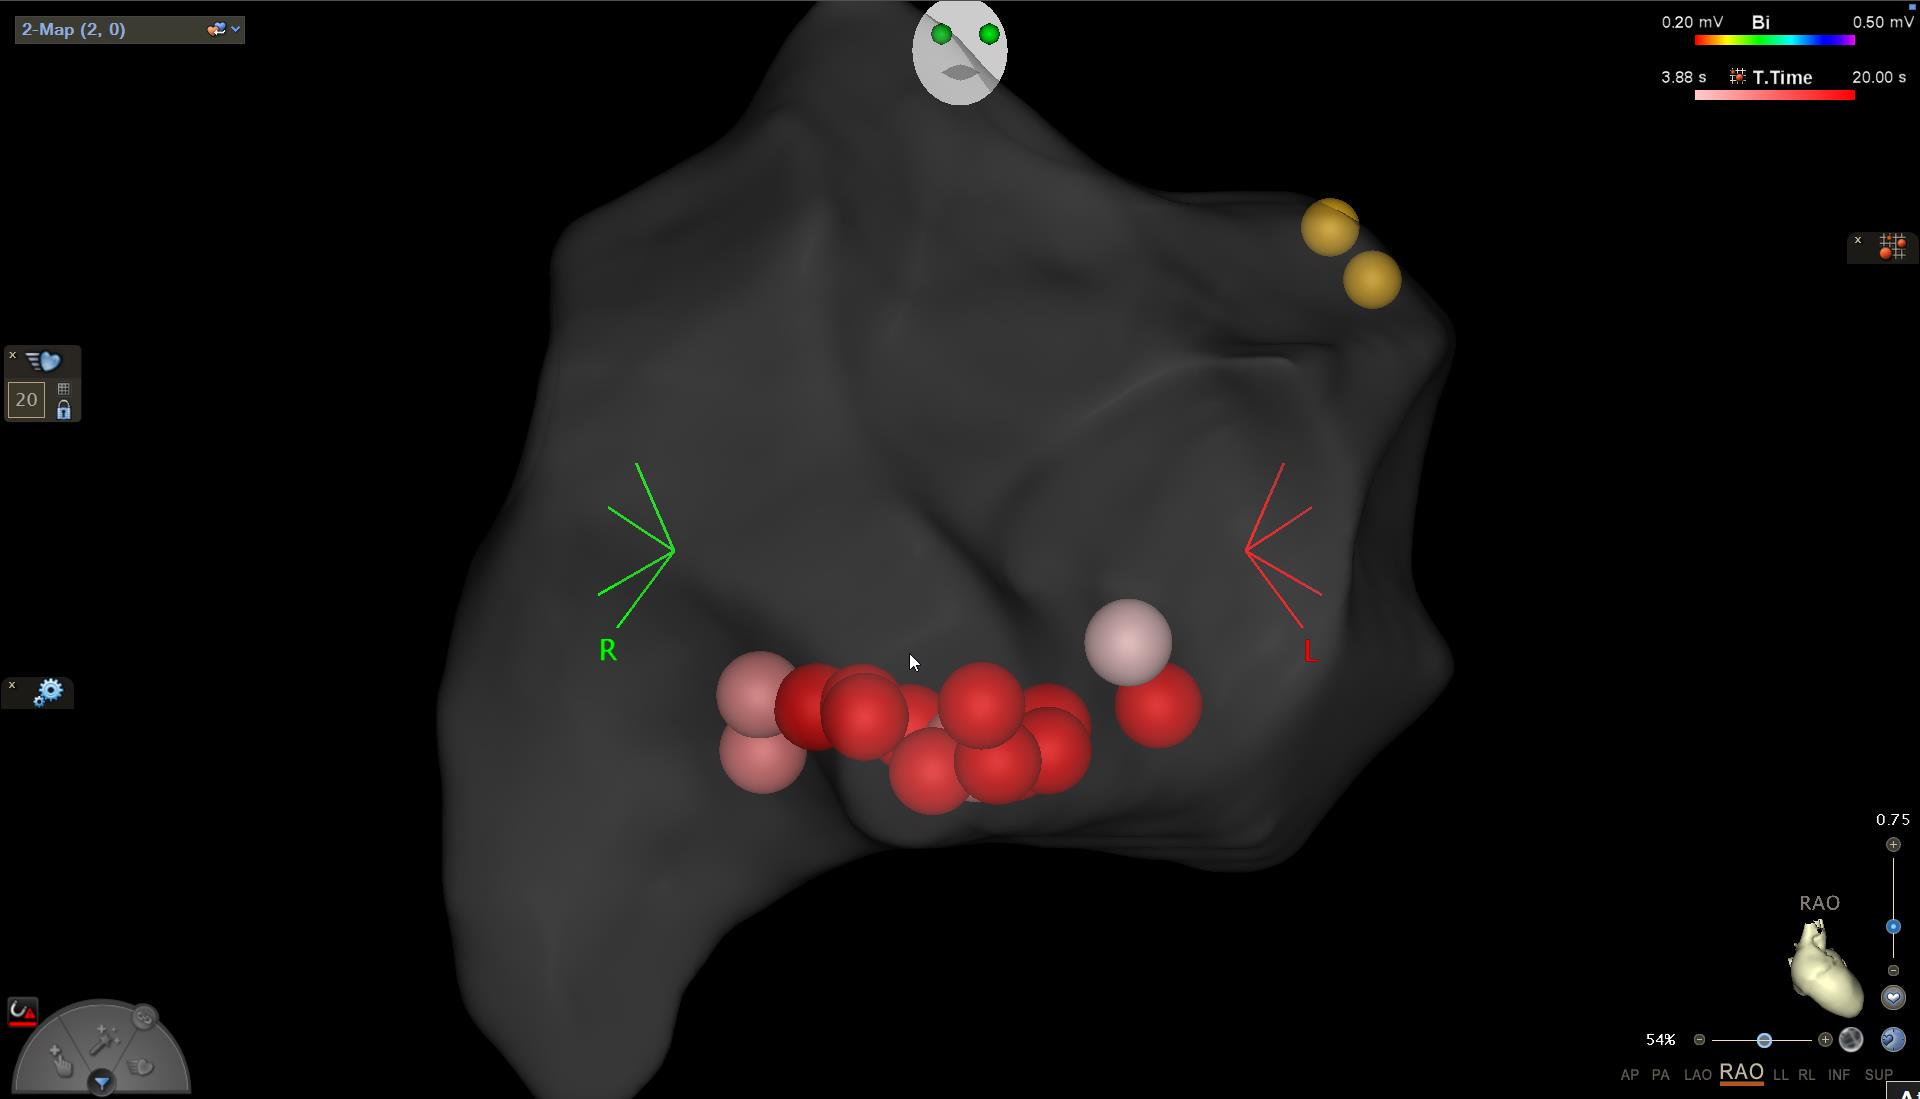 2-Map (2, 0)
0.20 mV Bi 0.50 mV
3.88 s T.Time 20.00 s
x
x
20
R
L
x
0.75
RAO
54%
AP PA LAO RAO LL RL INF SUP